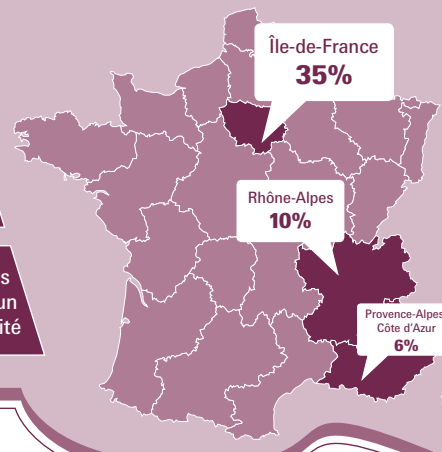 Île-de-France
35%
Rhône-Alpes
10%
Provence-Alpes
Côte d'Azur
6%
s
un
ité